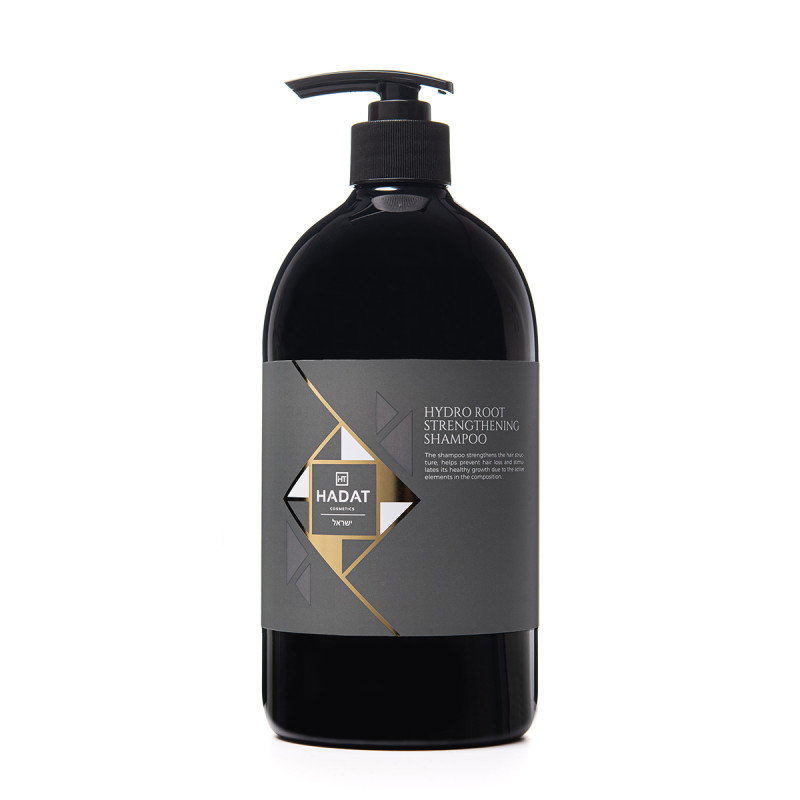 HYDRO ROOT
STRENGTHENING
SHAMPOO
The shampoo strengthens the hair struc-
ture, helps prevent hair loss and stimu-
lates its healthy growth due to the active
elements in the composition.
HT
HADAT
COSMETICS
ישראל